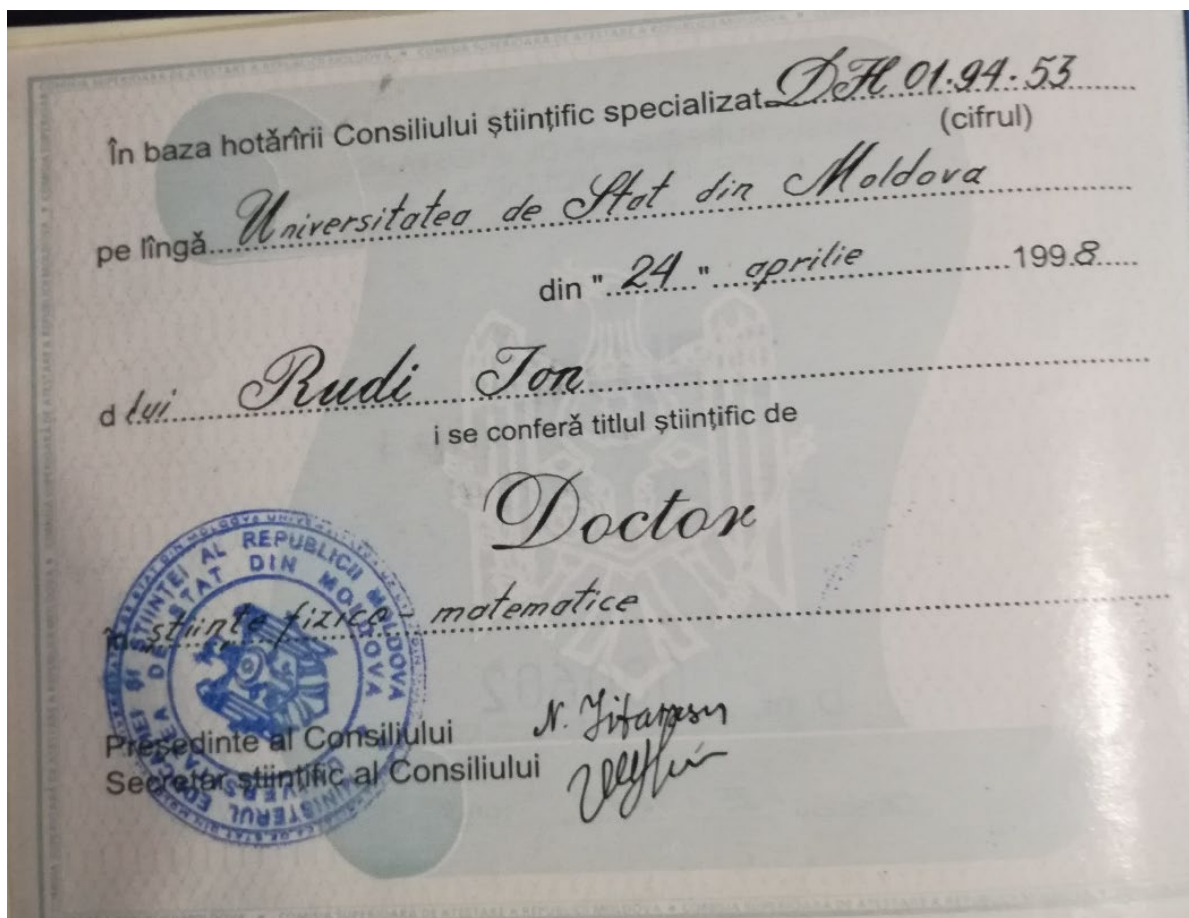 În baza hotărîrii Consiliului științific specializat DH 01.94.53
(cifrul)
pe lîngă Universitatea de Stat din Moldova
din "24" aprilie 1998
d lui Rudi Ion
i se conferă titlul științific de
Doctor
în științe fizico-matematice
Președinte al Consiliului
Secretar științific al Consiliului